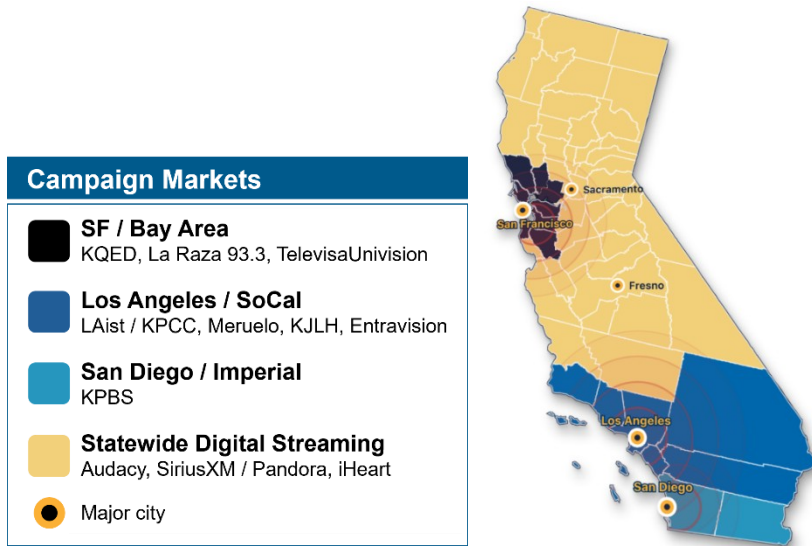 Campaign Markets
SF / Bay Area
KQED, La Raza 93.3, TelevisaUnivision
Los Angeles / SoCal
LAist / KPCC, Meruelo, KJLH, Entravision
San Diego / Imperial
KPBS
Statewide Digital Streaming
Audacy, SiriusXM / Pandora, iHeart
Major city
Sacramento
San Francisco
Fresno
Los Angeles
San Diego